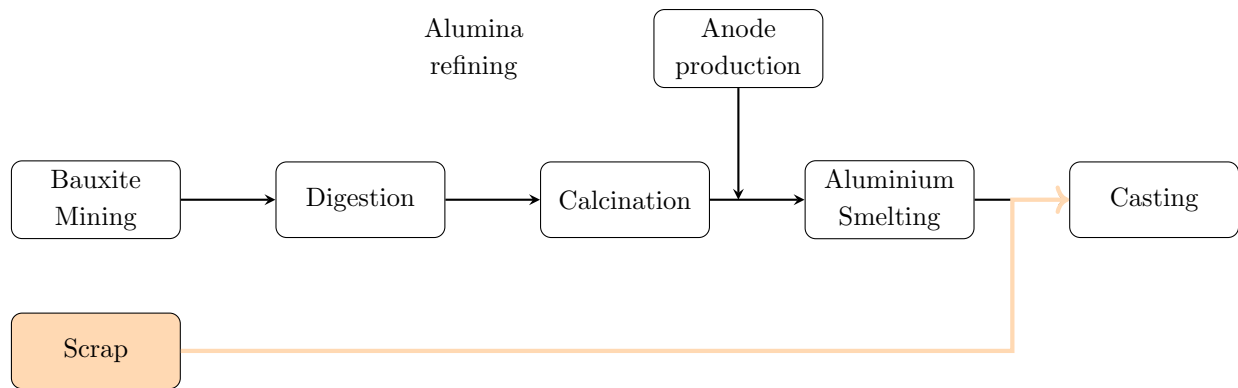 Alumina
refining
Anode
production
Bauxite
Mining
Digestion
Calcination
Aluminium
Smelting
Casting
Scrap